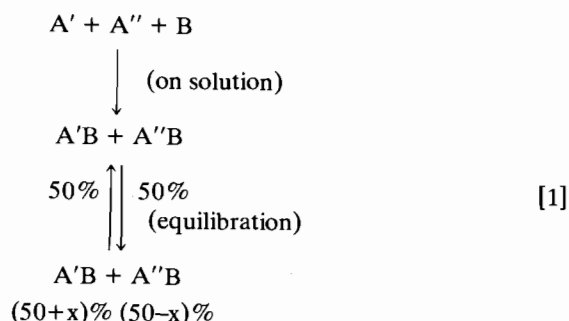 A′ + A″ + B
(on solution)
A′B + A″B
50% 50%
(equilibration)
[1]
A′B + A″B
(50+x)% (50–x)%